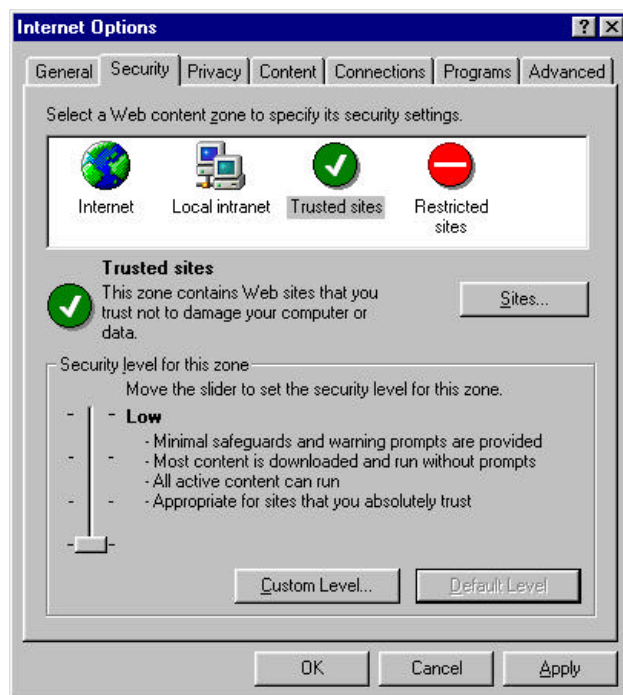 Internet Options
General Security Privacy Content Connections Programs Advanced
Select a Web content zone to specify its security settings.
Internet Local intranet Trusted sites Restricted
sites
Trusted sites
This zone contains Web sites that you
trust not to damage your computer or
data.
Sites...
Security level for this zone
Move the slider to set the security level for this zone.
Low
- Minimal safeguards and warning prompts are provided
- Most content is downloaded and run without prompts
- All active content can run
- Appropriate for sites that you absolutely trust
Custom Level... Default Level
OK Cancel Apply